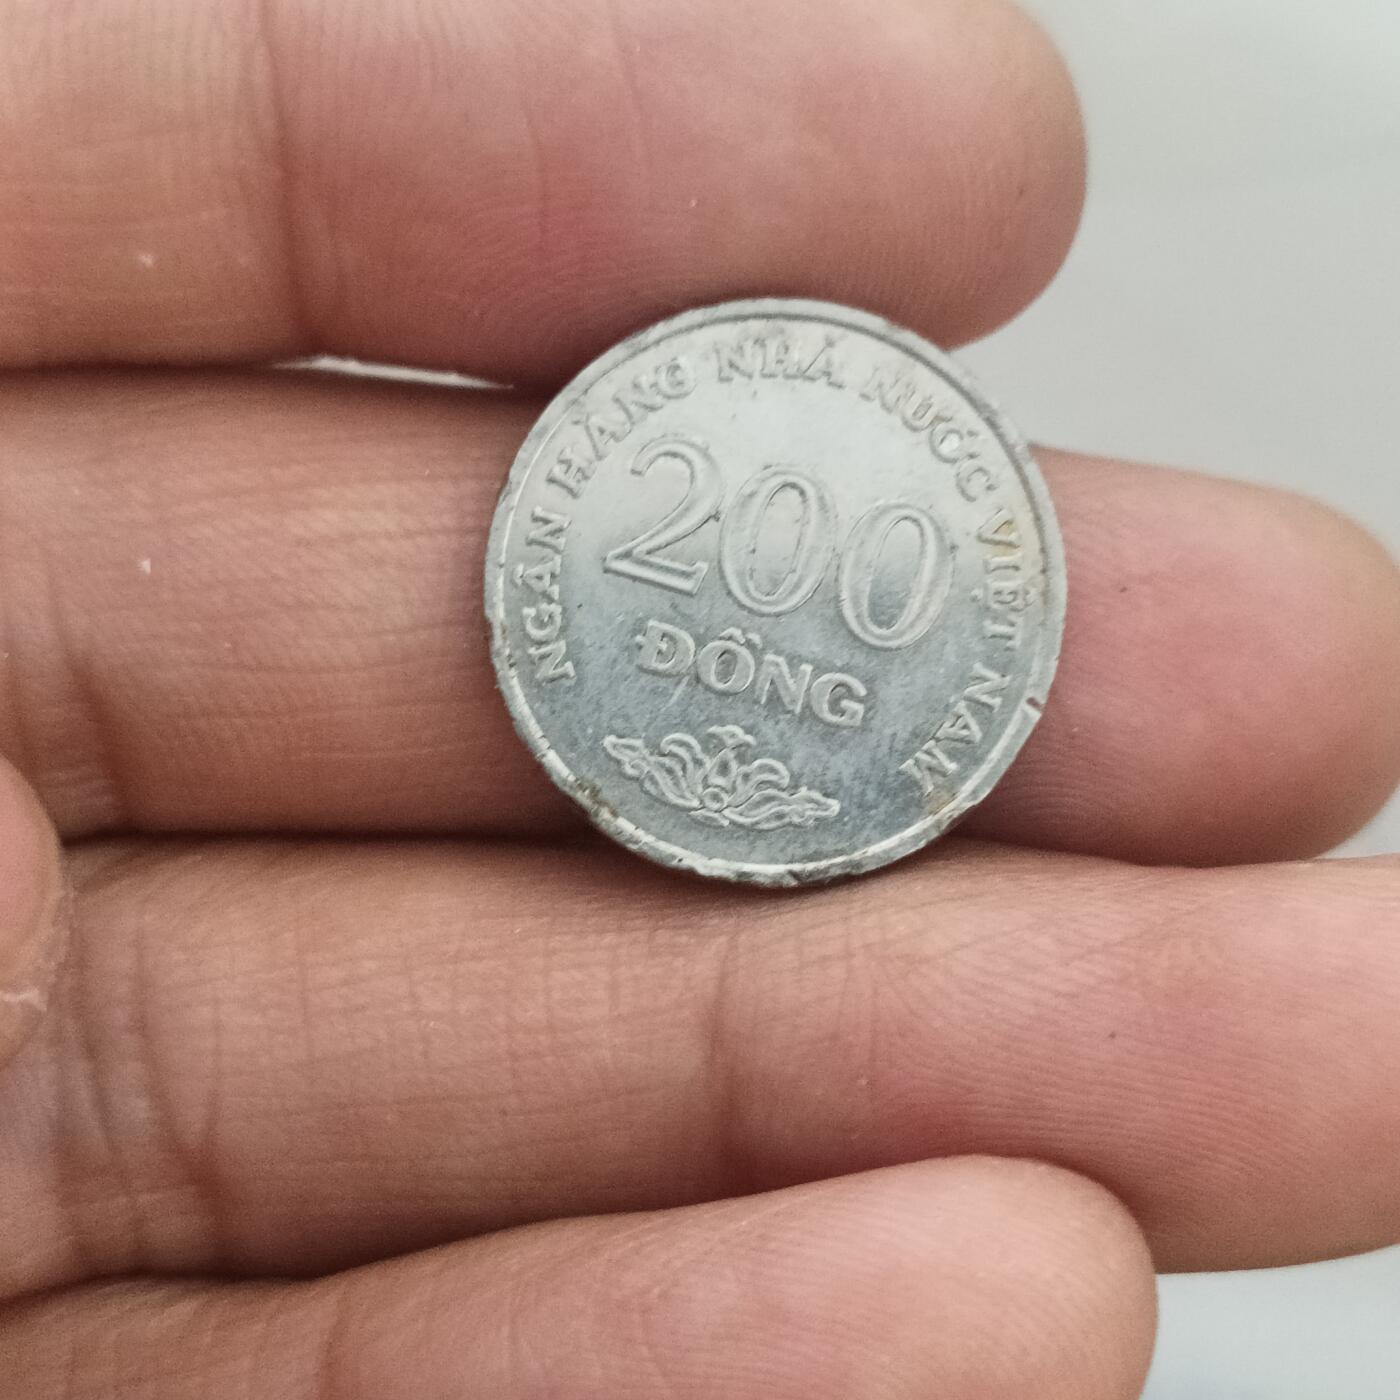 NGÂN HÀNG NHÀ NƯỚC VIỆT NAM
200
ĐỒNG